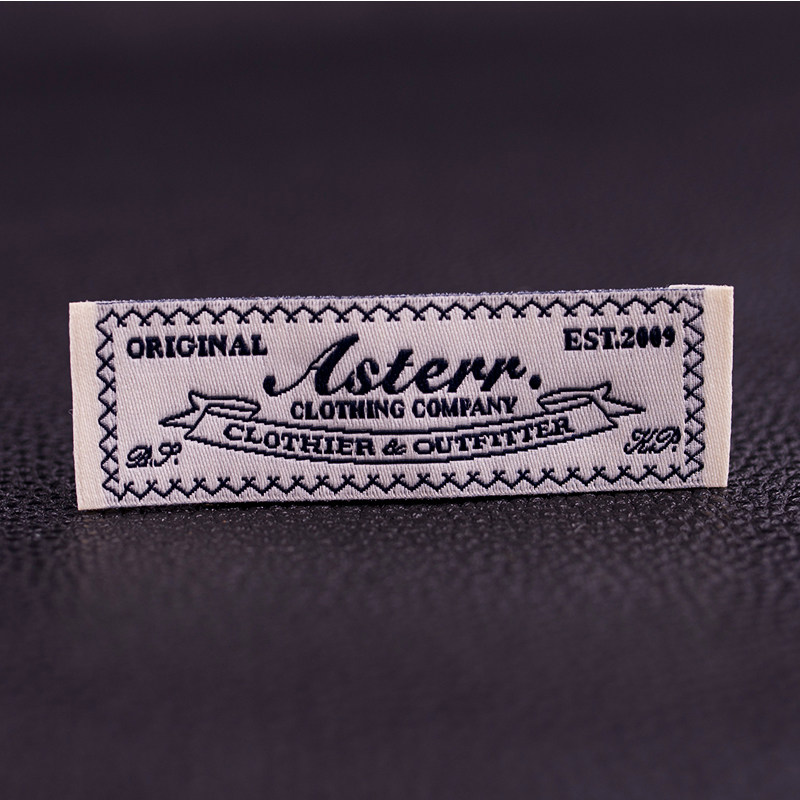 ORIGINAL
EST.2009
Asterr.
CLOTHING COMPANY
CLOTHIER & OUTFITTER
B.S.
H.P.